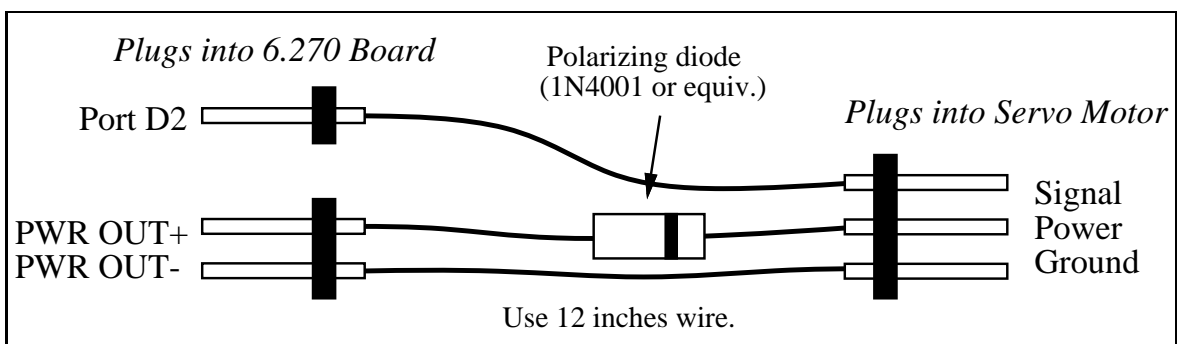 Plugs into 6.270 Board
Polarizing diode
(1N4001 or equiv.)
Port D2
Plugs into Servo Motor
Signal
PWR OUT+
Power
PWR OUT-
Ground
Use 12 inches wire.